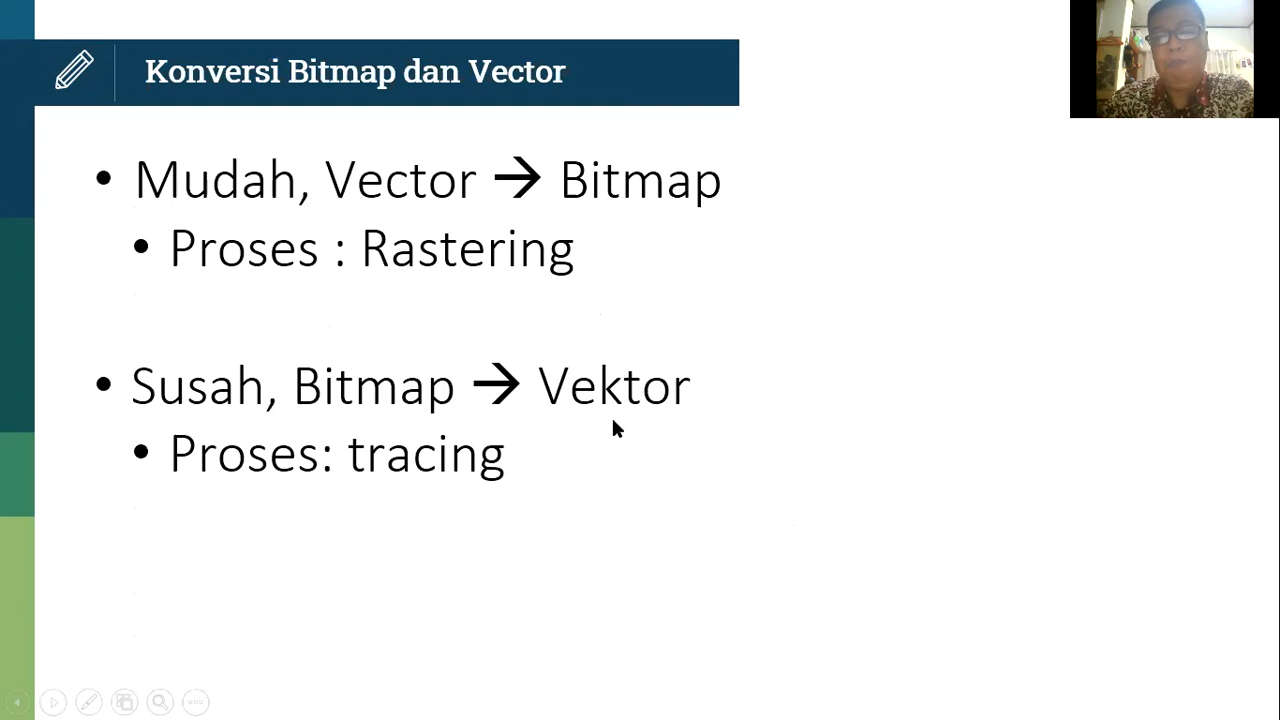 Konversi Bitmap dan Vector
• Mudah, Vector → Bitmap
• Proses : Rastering
• Susah, Bitmap → Vektor
• Proses: tracing